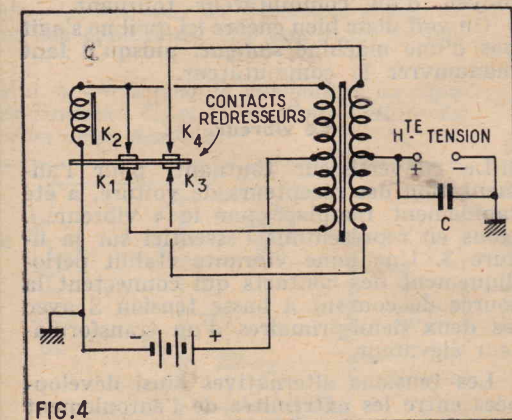 CONTACTS
REDRESSEURS
K2
K4
K1
K3
HTE TENSION
+
-
C
-
+
FIG.4